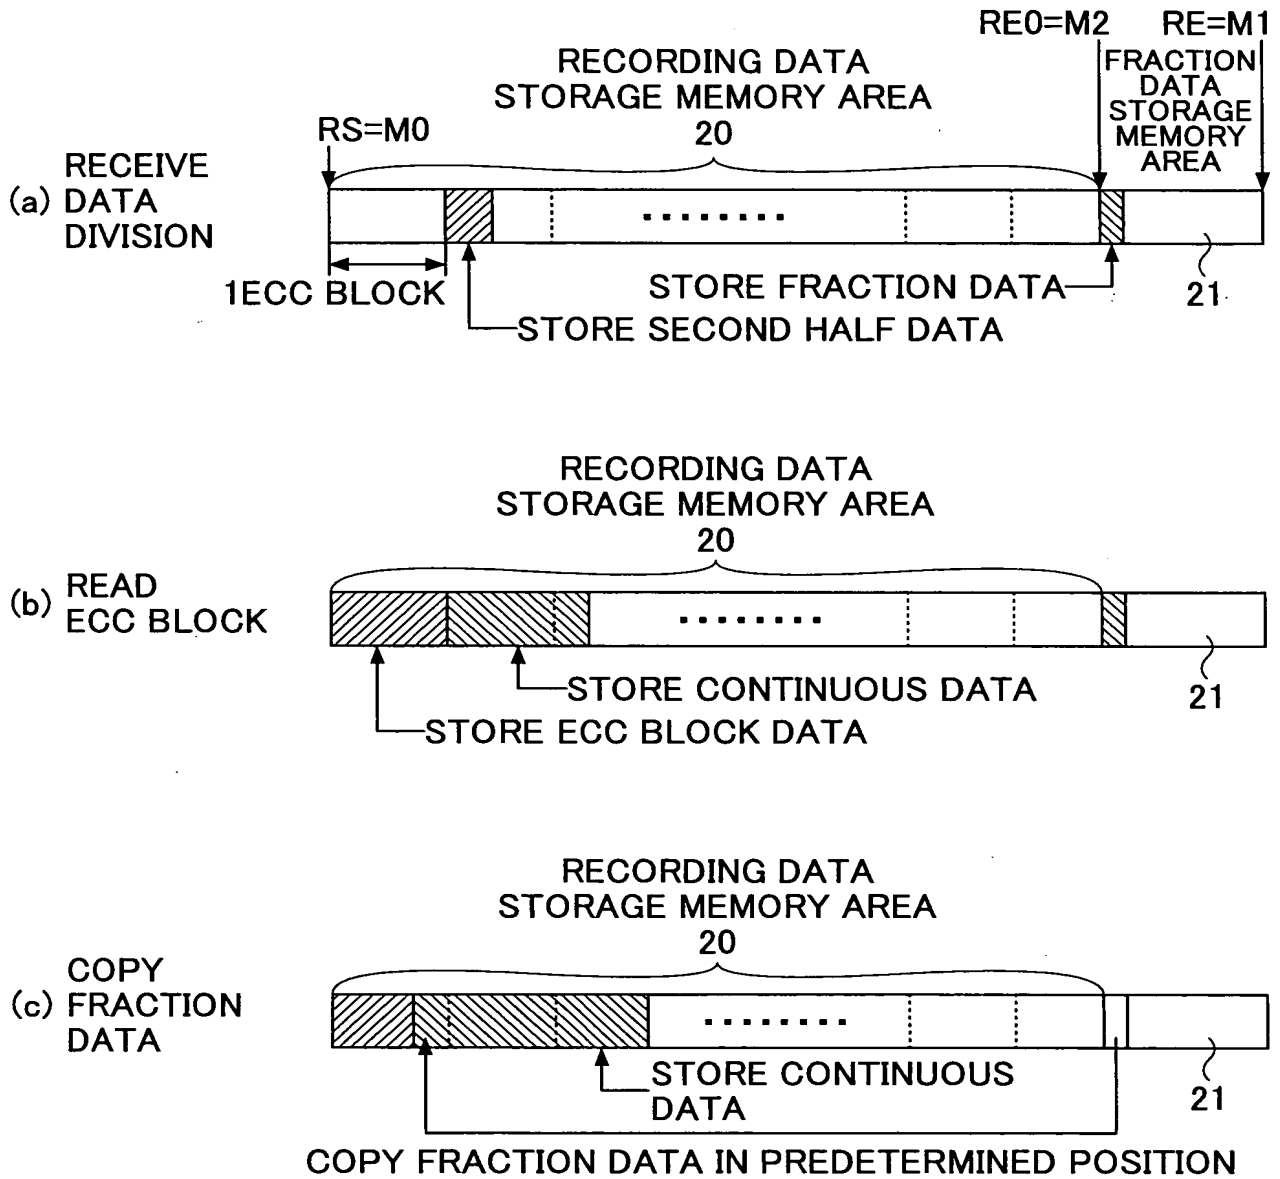 RE0=M2 RE=M1
RECORDING DATA
STORAGE MEMORY AREA
20
FRACTION
DATA
STORAGE
MEMORY
AREA
RS=M0
(a) RECEIVE
DATA
DIVISION
1ECC BLOCK
STORE FRACTION DATA
21
STORE SECOND HALF DATA
RECORDING DATA
STORAGE MEMORY AREA
20
(b) READ
ECC BLOCK
STORE CONTINUOUS DATA
21
STORE ECC BLOCK DATA
RECORDING DATA
STORAGE MEMORY AREA
20
(c) COPY
FRACTION
DATA
STORE CONTINUOUS
DATA
21
COPY FRACTION DATA IN PREDETERMINED POSITION